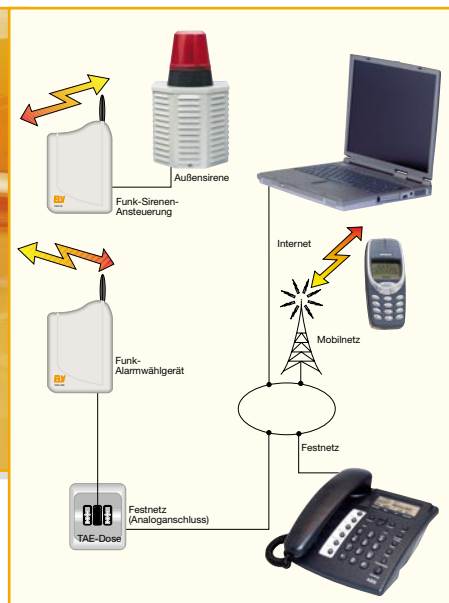 Außensirene
Funk-Sirenen-
Ansteuerung
Internet
Mobilnetz
Funk-
Alarmwählgerät
Festnetz
Festnetz
(Analoganschluss)
TAE-Dose